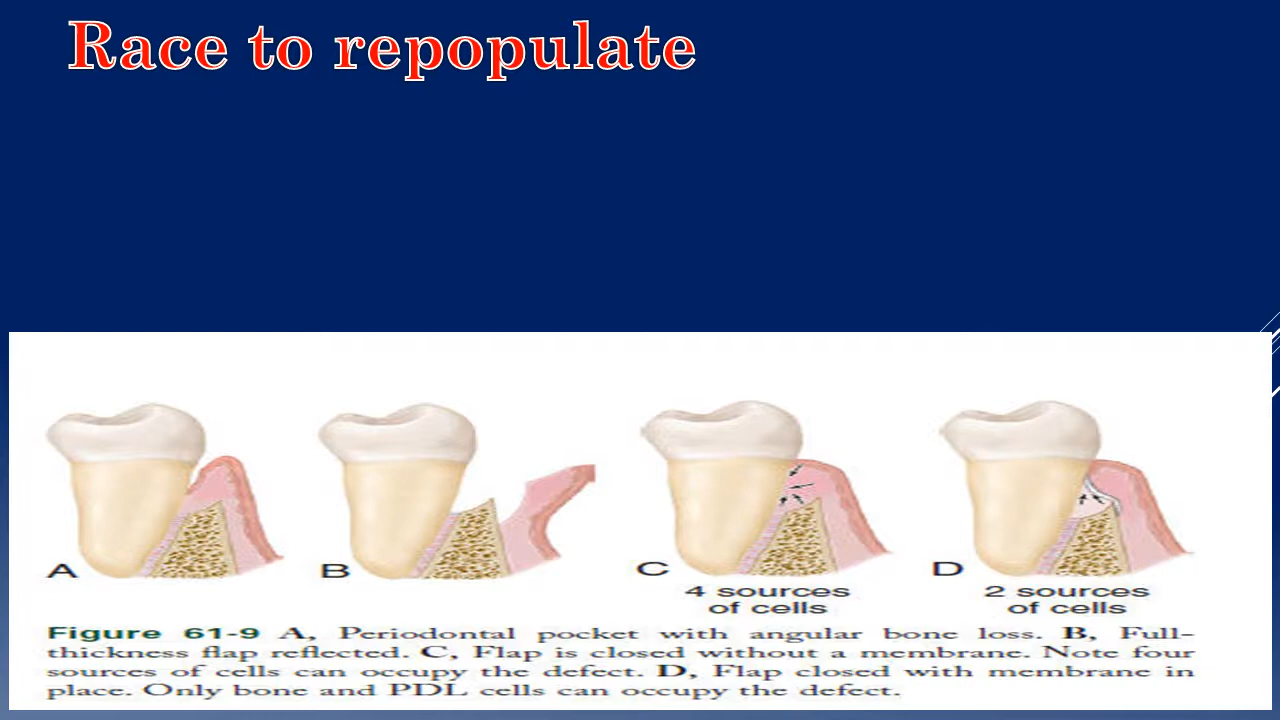 Race to repopulate
A
B
C
D
4 sources
of cells
2 sources
of cells
Figure 61-9 A, Periodontal pocket with angular bone loss. B, Full-
thickness flap reflected. C, Flap is closed without a membrane. Note four
sources of cells can occupy the defect. D, Flap closed with membrane in
place. Only bone and PDL cells can occupy the defect.